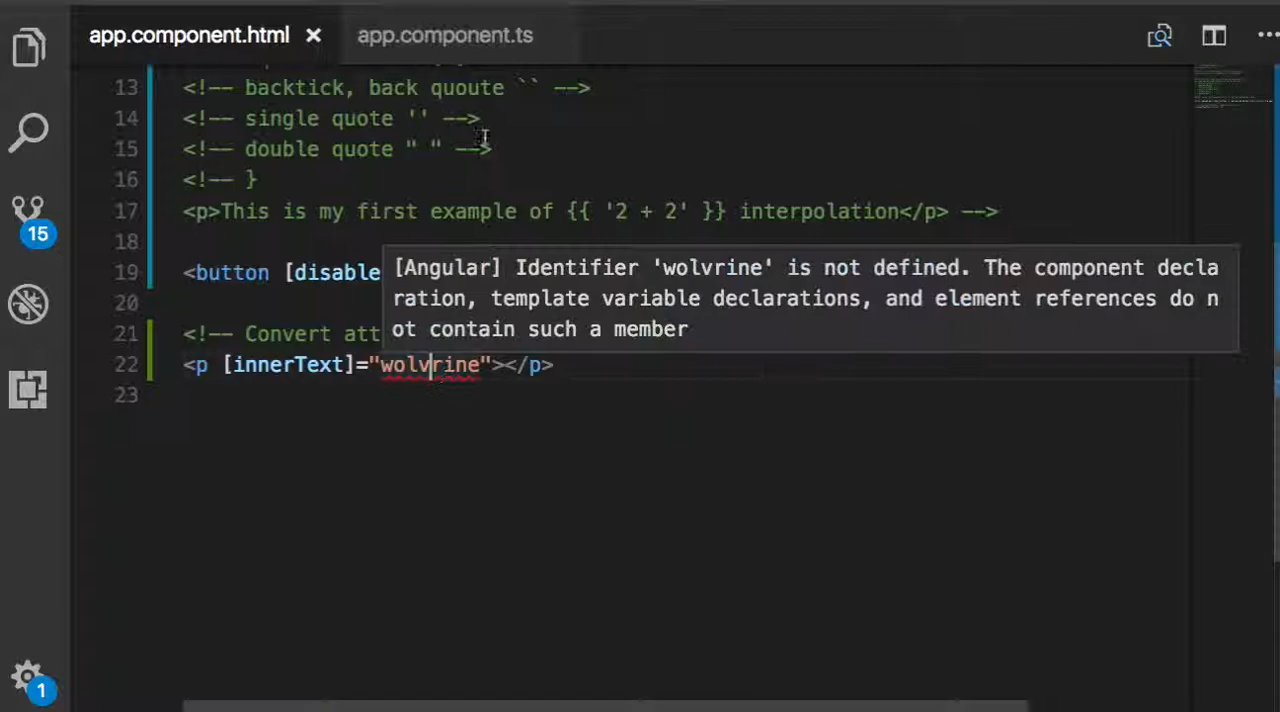 app.component.html × app.component.ts
13 <!-- backtick, back quoute `` -->
14 <!-- single quote '' -->
15 <!-- double quote " " -->
16 <!-- }
17 <p>This is my first example of {{ '2 + 2' }} interpolation</p> -->
18
15
19 <button [disable
[Angular] Identifier 'wolvrine' is not defined. The component decla
ration, template variable declarations, and element references do n
ot contain such a member
20
21 <!-- Convert att
22 <p [innerText]="wolvrine"></p>
23
1